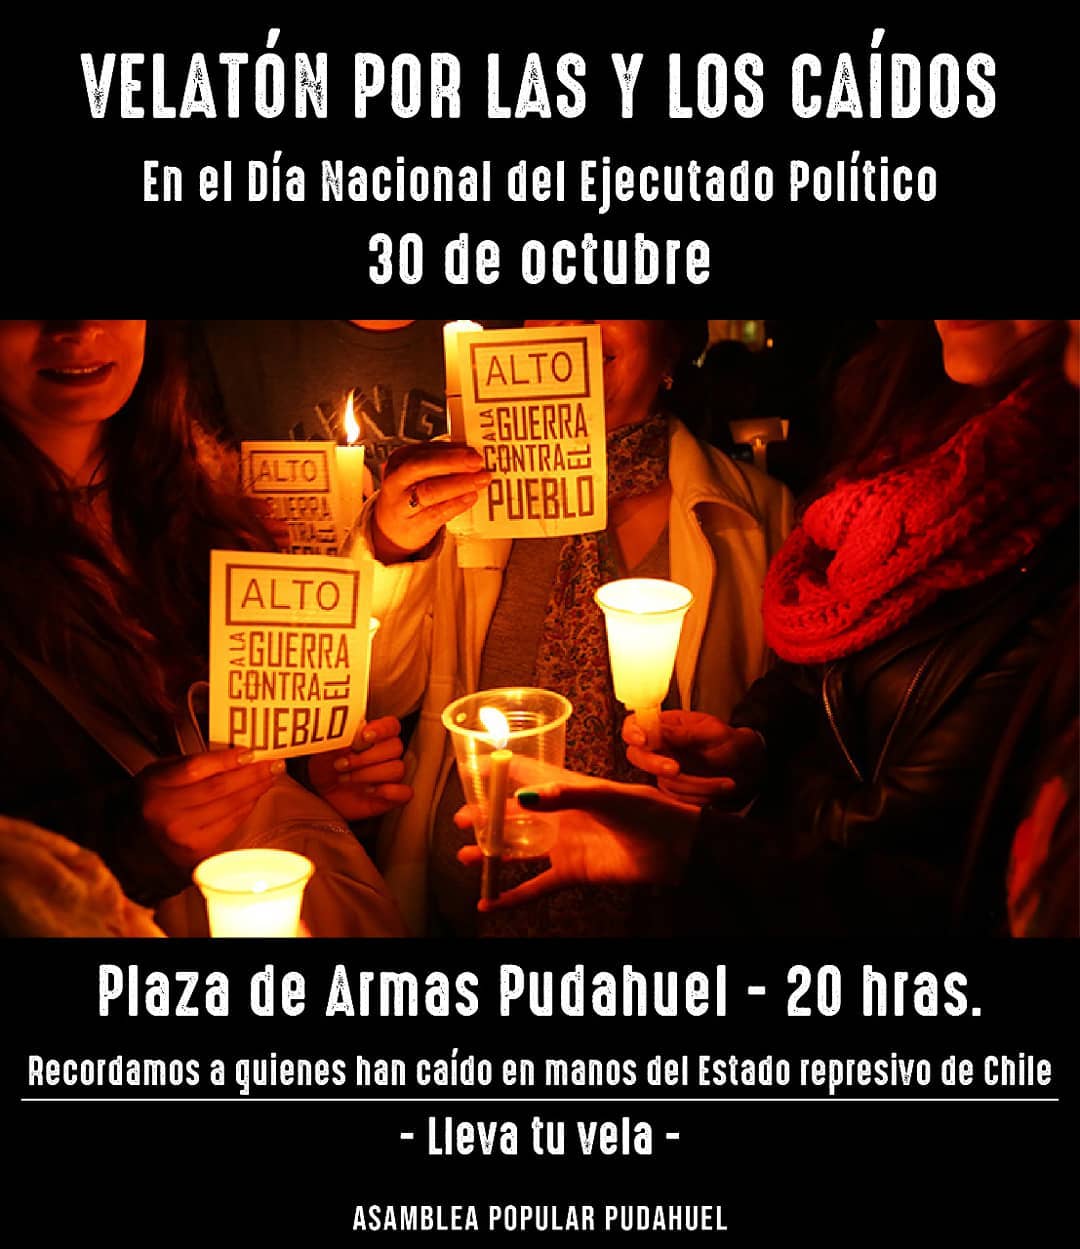 VELATÓN POR LAS Y LOS CAÍDOS
En el Día Nacional del Ejecutado Político
30 de octubre
ALTO
A LA GUERRA
CONTRA EL
PUEBLO
ALTO
GUERRA
ALTO
A LA GUERRA
CONTRA EL
PUEBLO
Plaza de Armas Pudahuel - 20 hras.
Recordamos a quienes han caído en manos del Estado represivo de Chile
- Lleva tu vela -
ASAMBLEA POPULAR PUDAHUEL